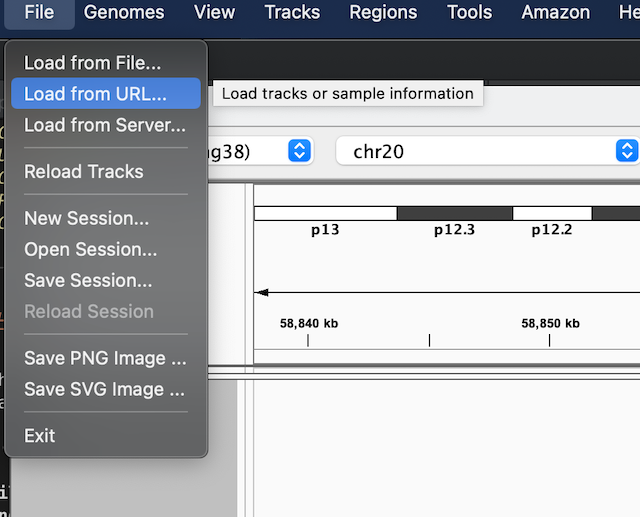 File Genomes View Tracks Regions Tools Amazon He
Load from File...
Load from URL...
Load tracks or sample information
Load from Server...
g38)
chr20
Reload Tracks
New Session...
Open Session...
Save Session...
Reload Session
Save PNG Image ...
Save SVG Image ...
Exit
p13 p12.3 p12.2
58,840 kb 58,850 kb